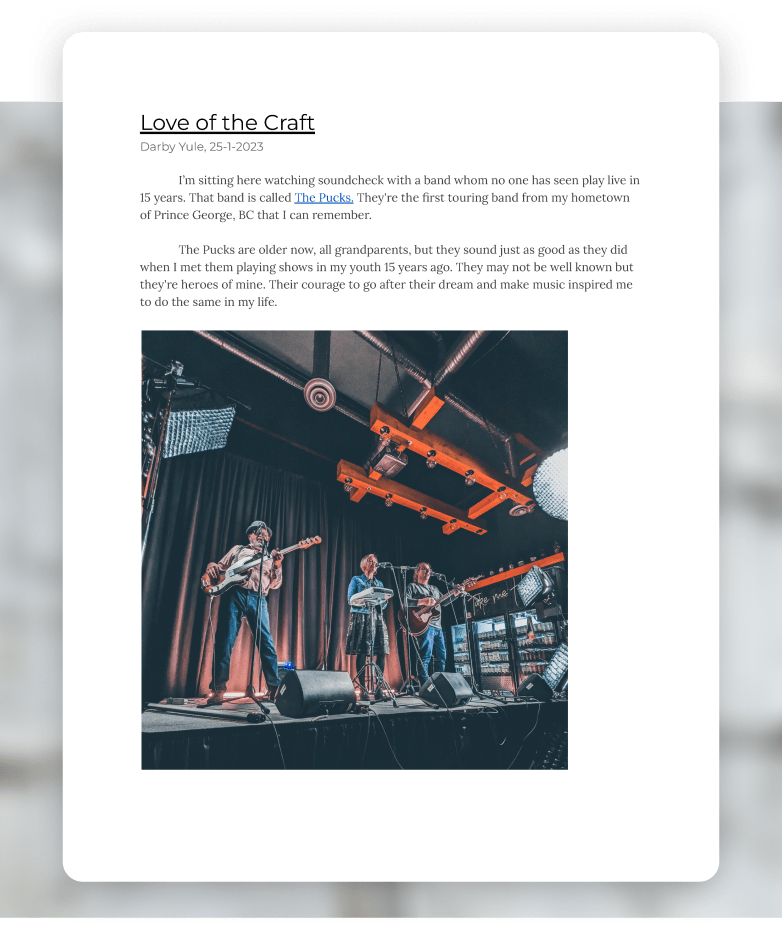 Love of the Craft
Darby Yule, 25-1-2023
I'm sitting here watching soundcheck with a band whom no one has seen play live in
15 years. That band is called The Pucks. They're the first touring band from my hometown
of Prince George, BC that I can remember.
The Pucks are older now, all grandparents, but they sound just as good as they did
when I met them playing shows in my youth 15 years ago. They may not be well known but
they're heroes of mine. Their courage to go after their dream and make music inspired me
to do the same in my life.
Take me